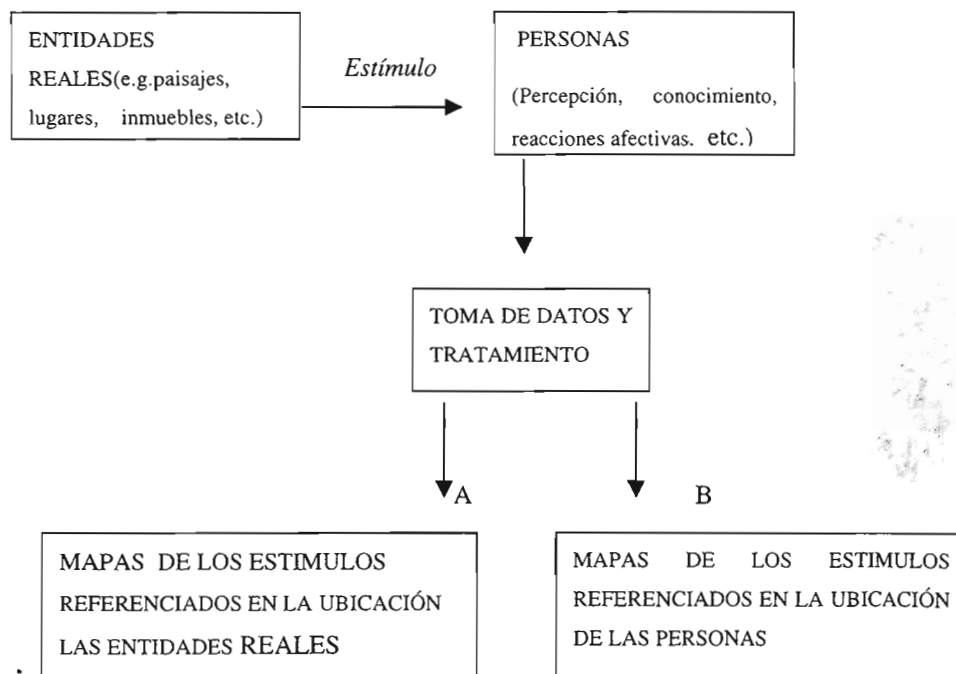 ENTIDADES
REALES(e.g.paisajes,
lugares, inmuebles, etc.)
Estímulo
PERSONAS
(Percepción, conocimiento,
reacciones afectivas. etc.)
TOMA DE DATOS Y
TRATAMIENTO
A
B
MAPAS DE LOS ESTIMULOS
REFERENCIADOS EN LA UBICACIÓN
LAS ENTIDADES REALES
MAPAS DE LOS ESTIMULOS
REFERENCIADOS EN LA UBICACIÓN
DE LAS PERSONAS